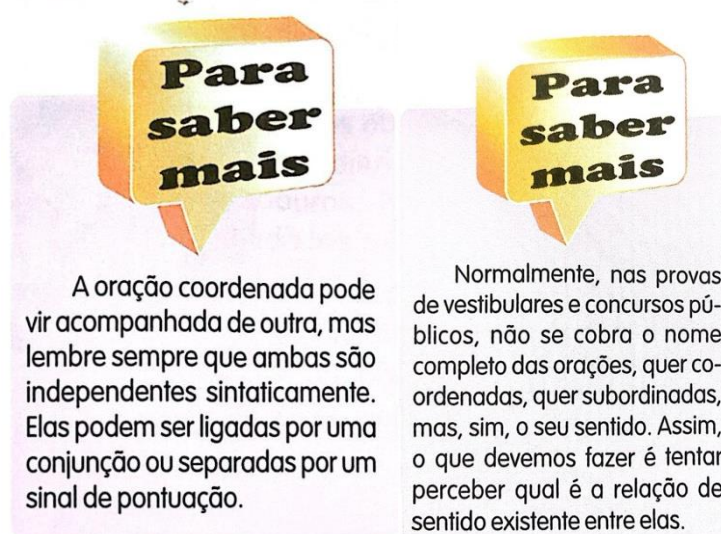 Para
saber
mais
A oração coordenada pode
vir acompanhada de outra, mas
lembre sempre que ambas são
independentes sintaticamente.
Elas podem ser ligadas por uma
conjunção ou separadas por um
sinal de pontuação.
Para
saber
mais
Normalmente, nas provas
de vestibulares e concursos pú-
blicos, não se cobra o nome
completo das orações, quer co-
ordenadas, quer subordinadas,
mas, sim, o seu sentido. Assim,
o que devemos fazer é tentar
perceber qual é a relação de
sentido existente entre elas.